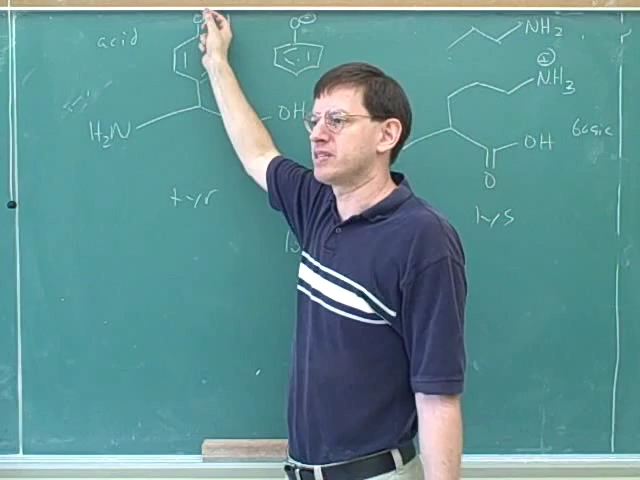 acid
O⊖
NH₂
⊕
NH₃
H₂N
OH
OH
basic
O
tyr
lys